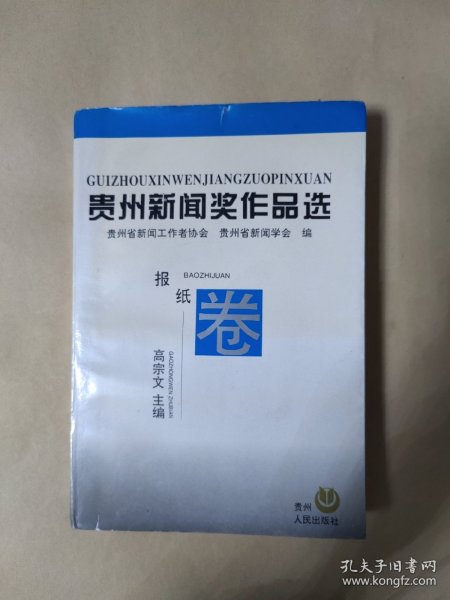 GUIZHOUXINWENJIANGZUOPINXUAN
贵州新闻奖作品选
贵州省新闻工作者协会 贵州省新闻学会 编
BAOZHIJUAN
报纸
卷
高宗文 主编
GAOZHONGWEN ZHUBIAN
贵州
人民出版社
孔夫子旧书网
www.kongfz.com